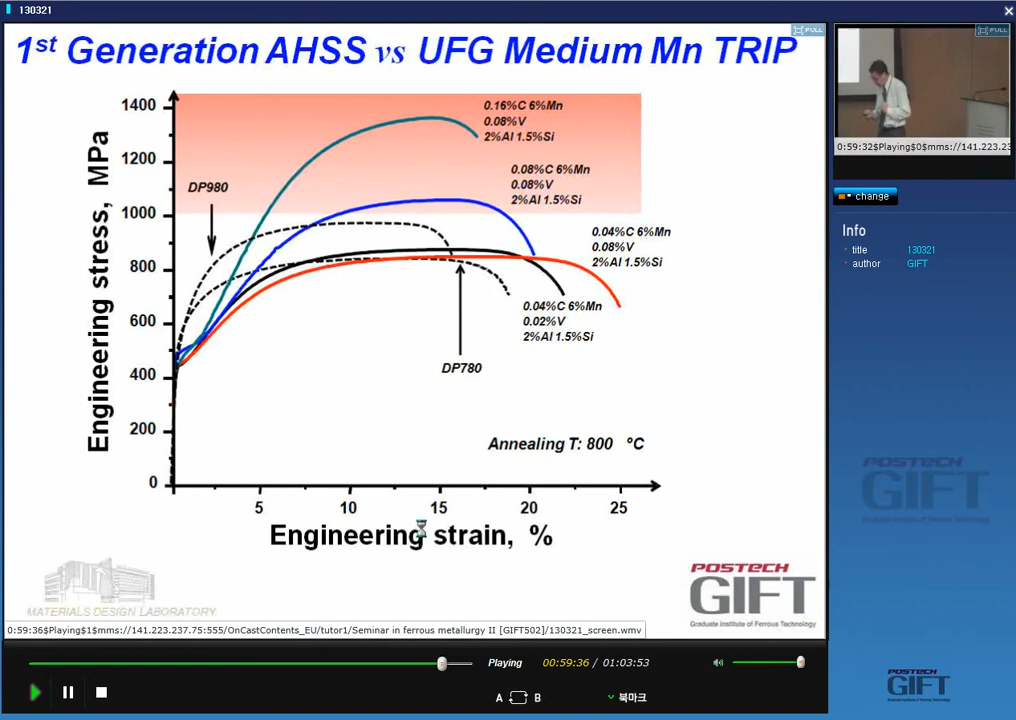 130321
1st Generation AHSS vs UFG Medium Mn TRIP
FULL
FULL
1400
1200
1000
800
600
400
200
0
Engineering stress, MPa
0.16%C 6%Mn
0.08%V
2%Al 1.5%Si
DP980
0.08%C 6%Mn
0.08%V
2%Al 1.5%Si
0.04%C 6%Mn
0.08%V
2%Al 1.5%Si
0.04%C 6%Mn
0.02%V
2%Al 1.5%Si
DP780
Annealing T: 800 °C
5
10
15
20
25
Engineering strain, %
MATERIALS DESIGN LABORATORY
POSTECH
GIFT
Graduate Institute of Ferrous Technology
0:59:36$Playing$1$mms://141.223.237.75:555/OnCastContents_EU/tutor1/Seminar in ferrous metallurgy II [GIFT502]/130321_screen.wmv
0:59:32$Playing$0$mms://141.223.23
change
Info
title 130321
author GIFT
POSTECH
GIFT
Playing
00:59:36 / 01:03:53
A B
북마크
POSTECH
GIFT